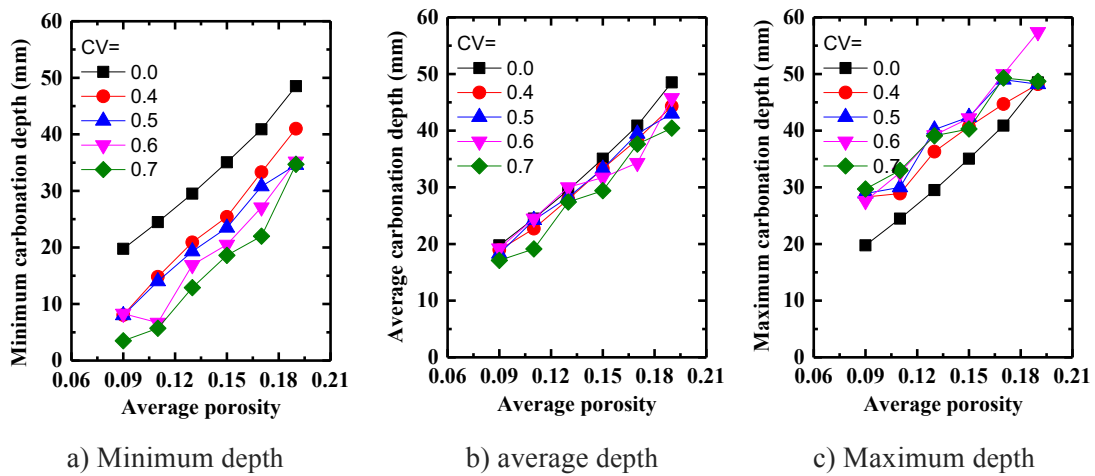 60
50
40
30
20
10
0
Minimum carbonation depth (mm)
CV=
0.0
0.4
0.5
0.6
0.7
0.06 0.09 0.12 0.15 0.18 0.21
Average porosity
a) Minimum depth
60
50
40
30
20
10
0
Average carbonation depth (mm)
CV=
0.0
0.4
0.5
0.6
0.7
0.06 0.09 0.12 0.15 0.18 0.21
Average porosity
b) average depth
60
50
40
30
20
10
0
Maximum carbonation depth (mm)
CV=
0.0
0.4
0.5
0.6
0.7
0.06 0.09 0.12 0.15 0.18 0.21
Average porosity
c) Maximum depth